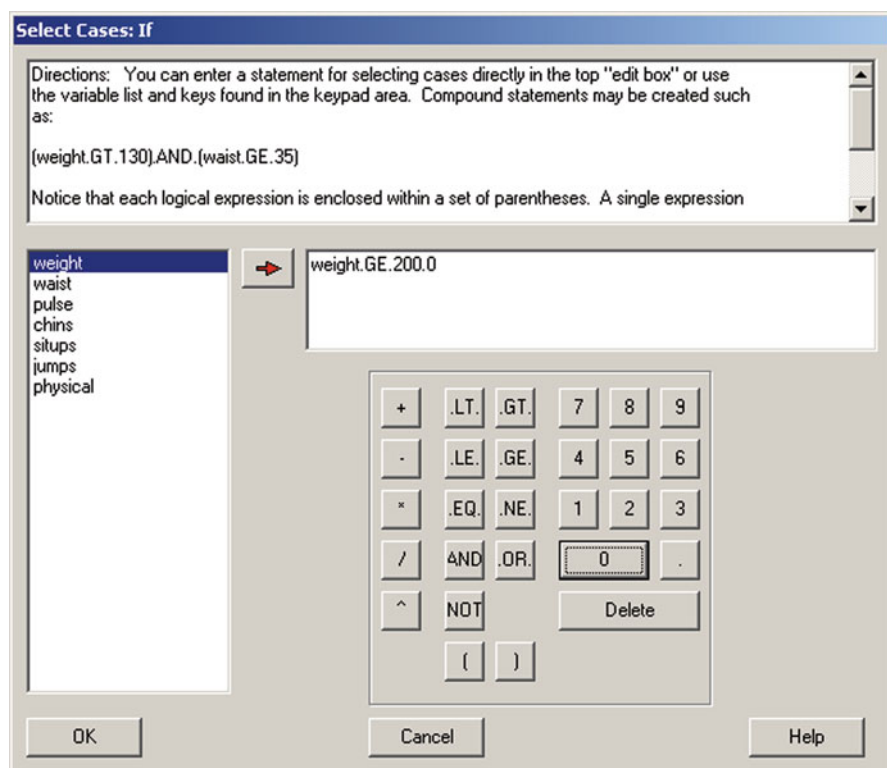 Select Cases: If
Directions: You can enter a statement for selecting cases directly in the top "edit box" or use
the variable list and keys found in the keypad area. Compound statements may be created such
as:
(weight.GT.130).AND.(waist.GE.35)
Notice that each logical expression is enclosed within a set of parentheses. A single expression
weight
waist
pulse
chins
situps
jumps
physical
weight.GE.200.0
+ .LT. .GT. 7 8 9
- .LE. .GE. 4 5 6
* .EQ. .NE. 1 2 3
/ AND .OR. 0 .
^ NOT Delete
( )
OK Cancel Help